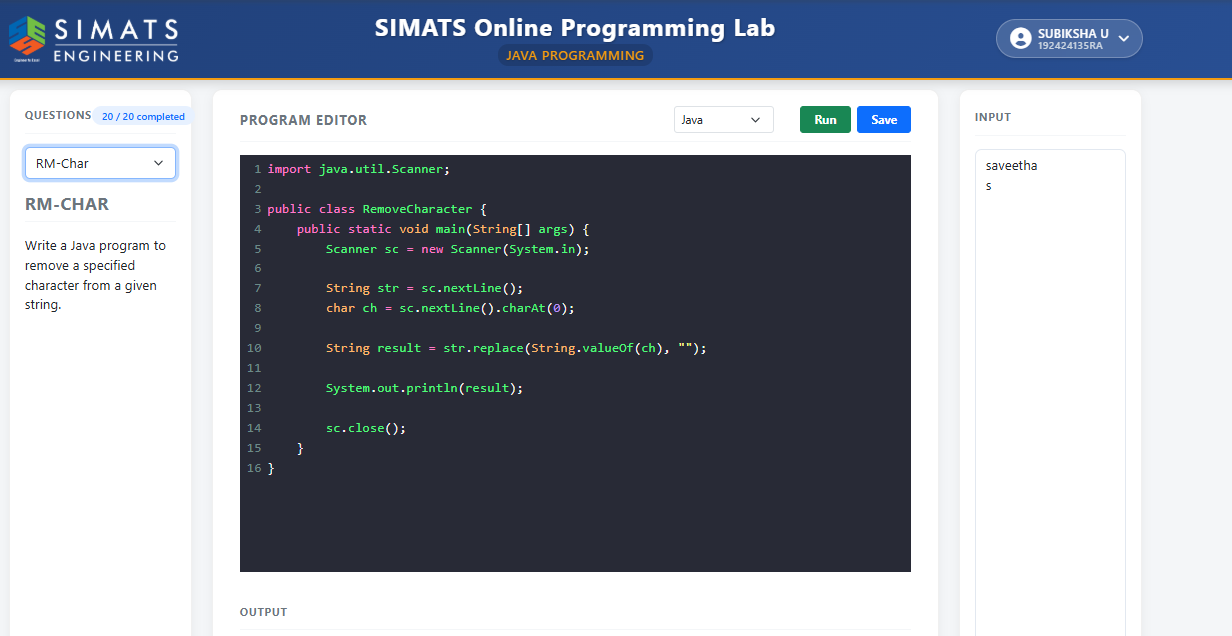 SIMATS
ENGINEERING
SIMATS Online Programming Lab
JAVA PROGRAMMING
SUBIKSHA U
192424135RA
QUESTIONS
20 / 20 completed
RM-Char
RM-CHAR
Write a Java program to
remove a specified
character from a given
string.
PROGRAM EDITOR
Java
Run
Save
1 import java.util.Scanner;
2
3 public class RemoveCharacter {
4     public static void main(String[] args) {
5         Scanner sc = new Scanner(System.in);
6
7         String str = sc.nextLine();
8         char ch = sc.nextLine().charAt(0);
9
10         String result = str.replace(String.valueOf(ch), "");
11
12         System.out.println(result);
13
14         sc.close();
15     }
16 }
OUTPUT
INPUT
saveetha
s